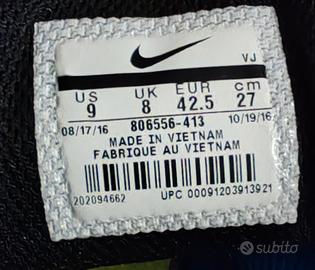 VJ
US UK EUR cm
9 8 42.5 27
08/17/16 806556-413 10/19/16
MADE IN VIETNAM
FABRIQUE AU VIETNAM
202094662 UPC 00091203913921
subito